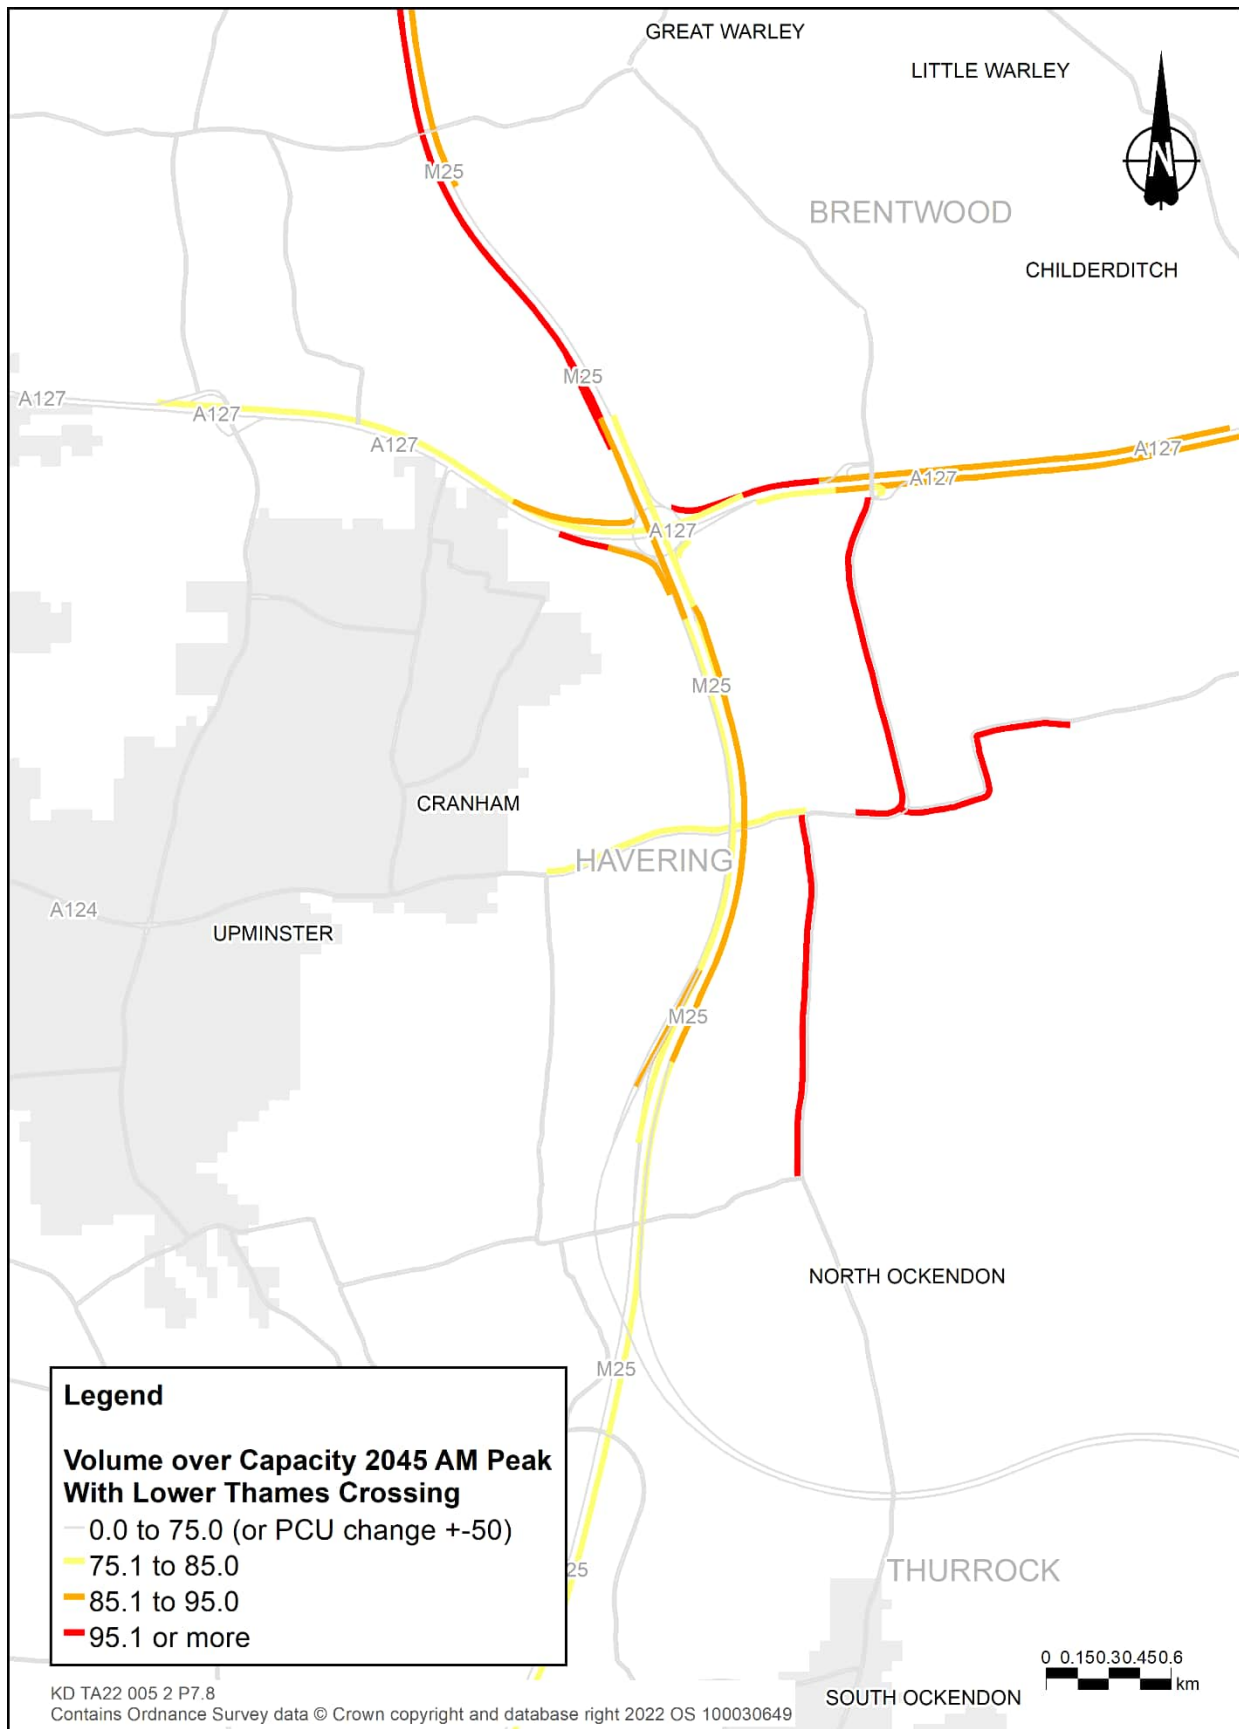 GREAT WARLEY
LITTLE WARLEY
N
M25
BRENTWOOD
CHILDERDITCH
M25
A127
A127
A127
A127
A127
A127
M25
CRANHAM
HAVERING
A124
UPMINSTER
M25
NORTH OCKENDON
M25
Legend
Volume over Capacity 2045 AM Peak
With Lower Thames Crossing
0.0 to 75.0 (or PCU change +-50)
75.1 to 85.0
85.1 to 95.0
95.1 or more
25
THURROCK
0 0.150.30.450.6
km
SOUTH OCKENDON
KD TA22 005 2 P7.8
Contains Ordnance Survey data © Crown copyright and database right 2022 OS 100030649